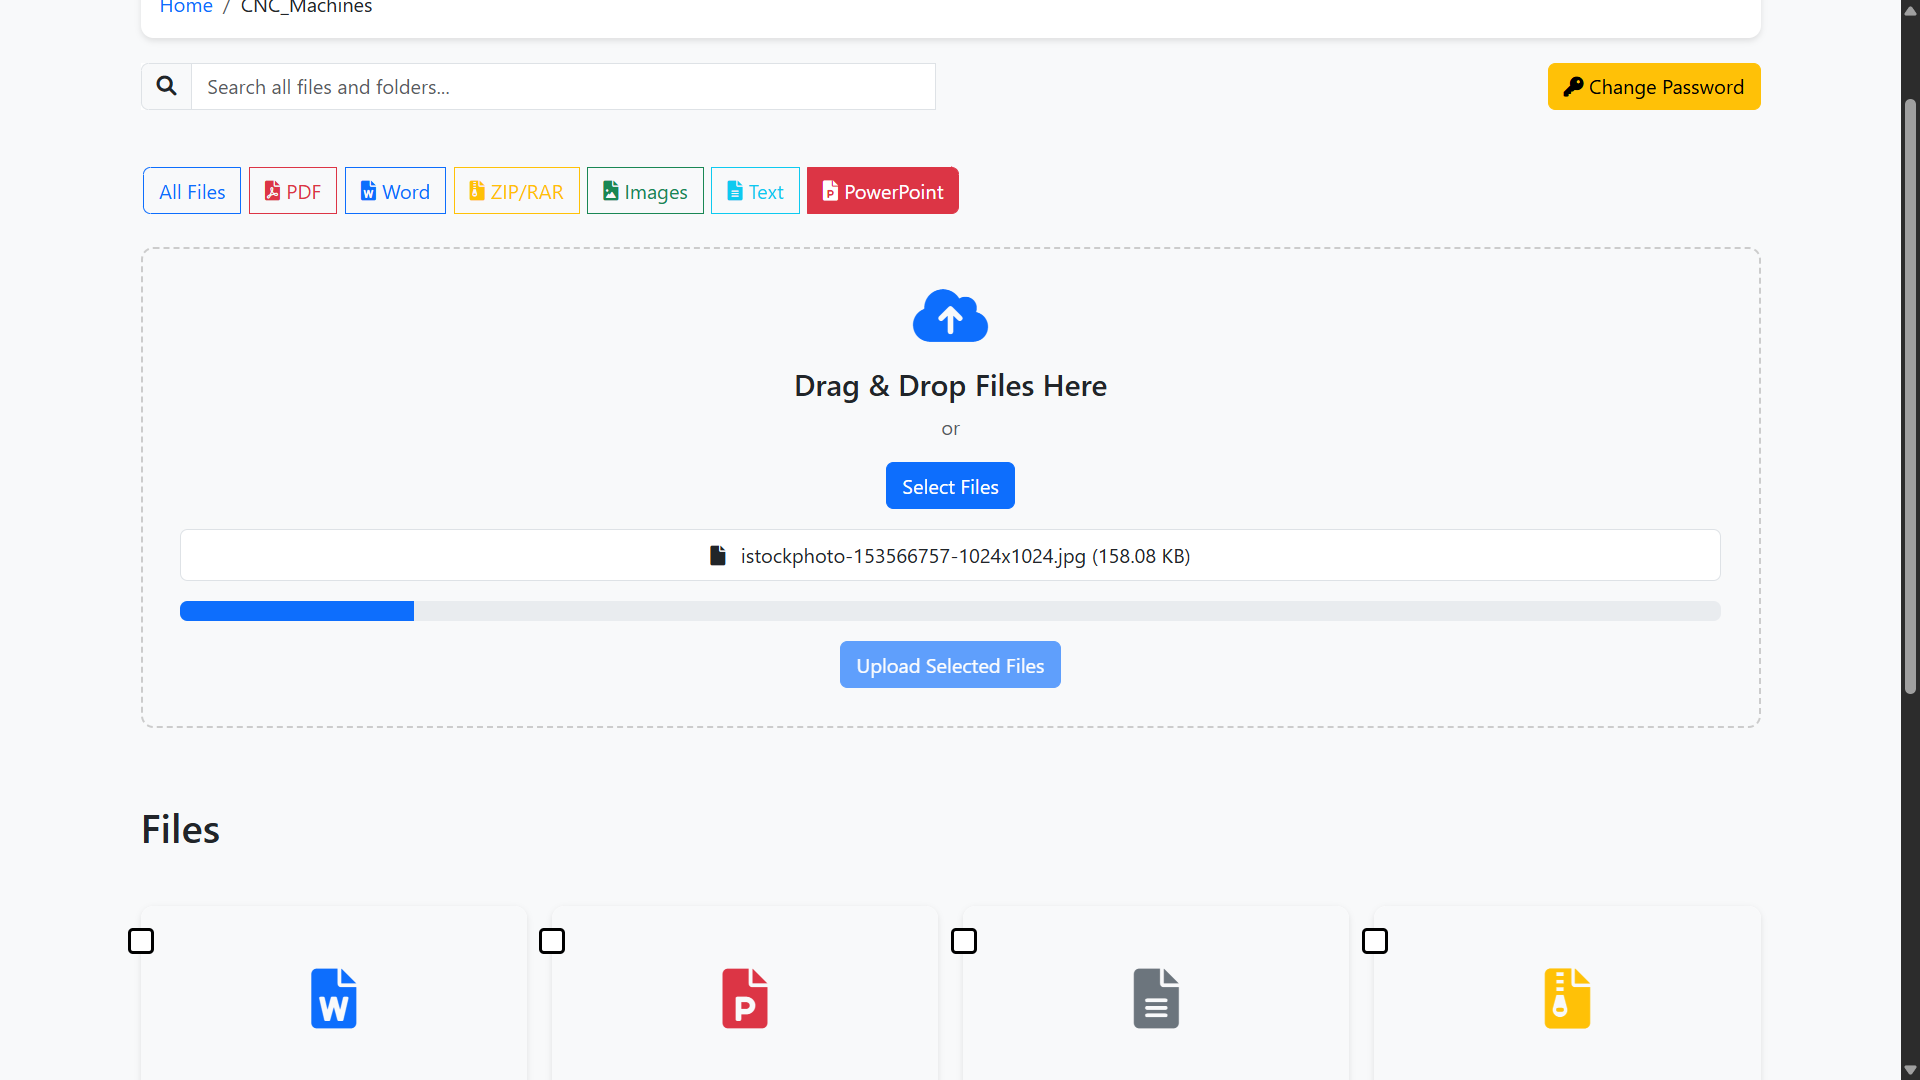 Home / CNC_Machines
Search all files and folders...
Change Password
All Files
PDF
Word
ZIP/RAR
Images
Text
PowerPoint
Drag & Drop Files Here
or
Select Files
istockphoto-153566757-1024x1024.jpg (158.08 KB)
Upload Selected Files
Files
W
P